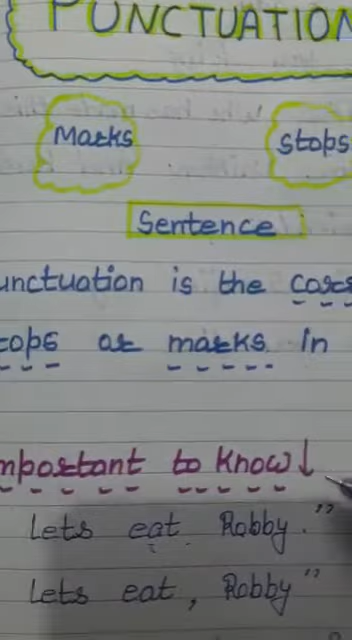 PUNCTUATION
Marks Stops
Sentence
unctuation is the
tops or marks in
mportant to know↓
Lets eat Robby."
Lets eat, Robby"